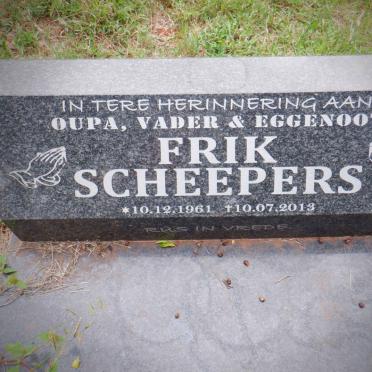 IN TERE HERINNERING AAN
OUPA, VADER & EGGENOOT
FRIK
SCHEEPERS
*10.12.1961 †10.07.2013
RUS IN VREDE